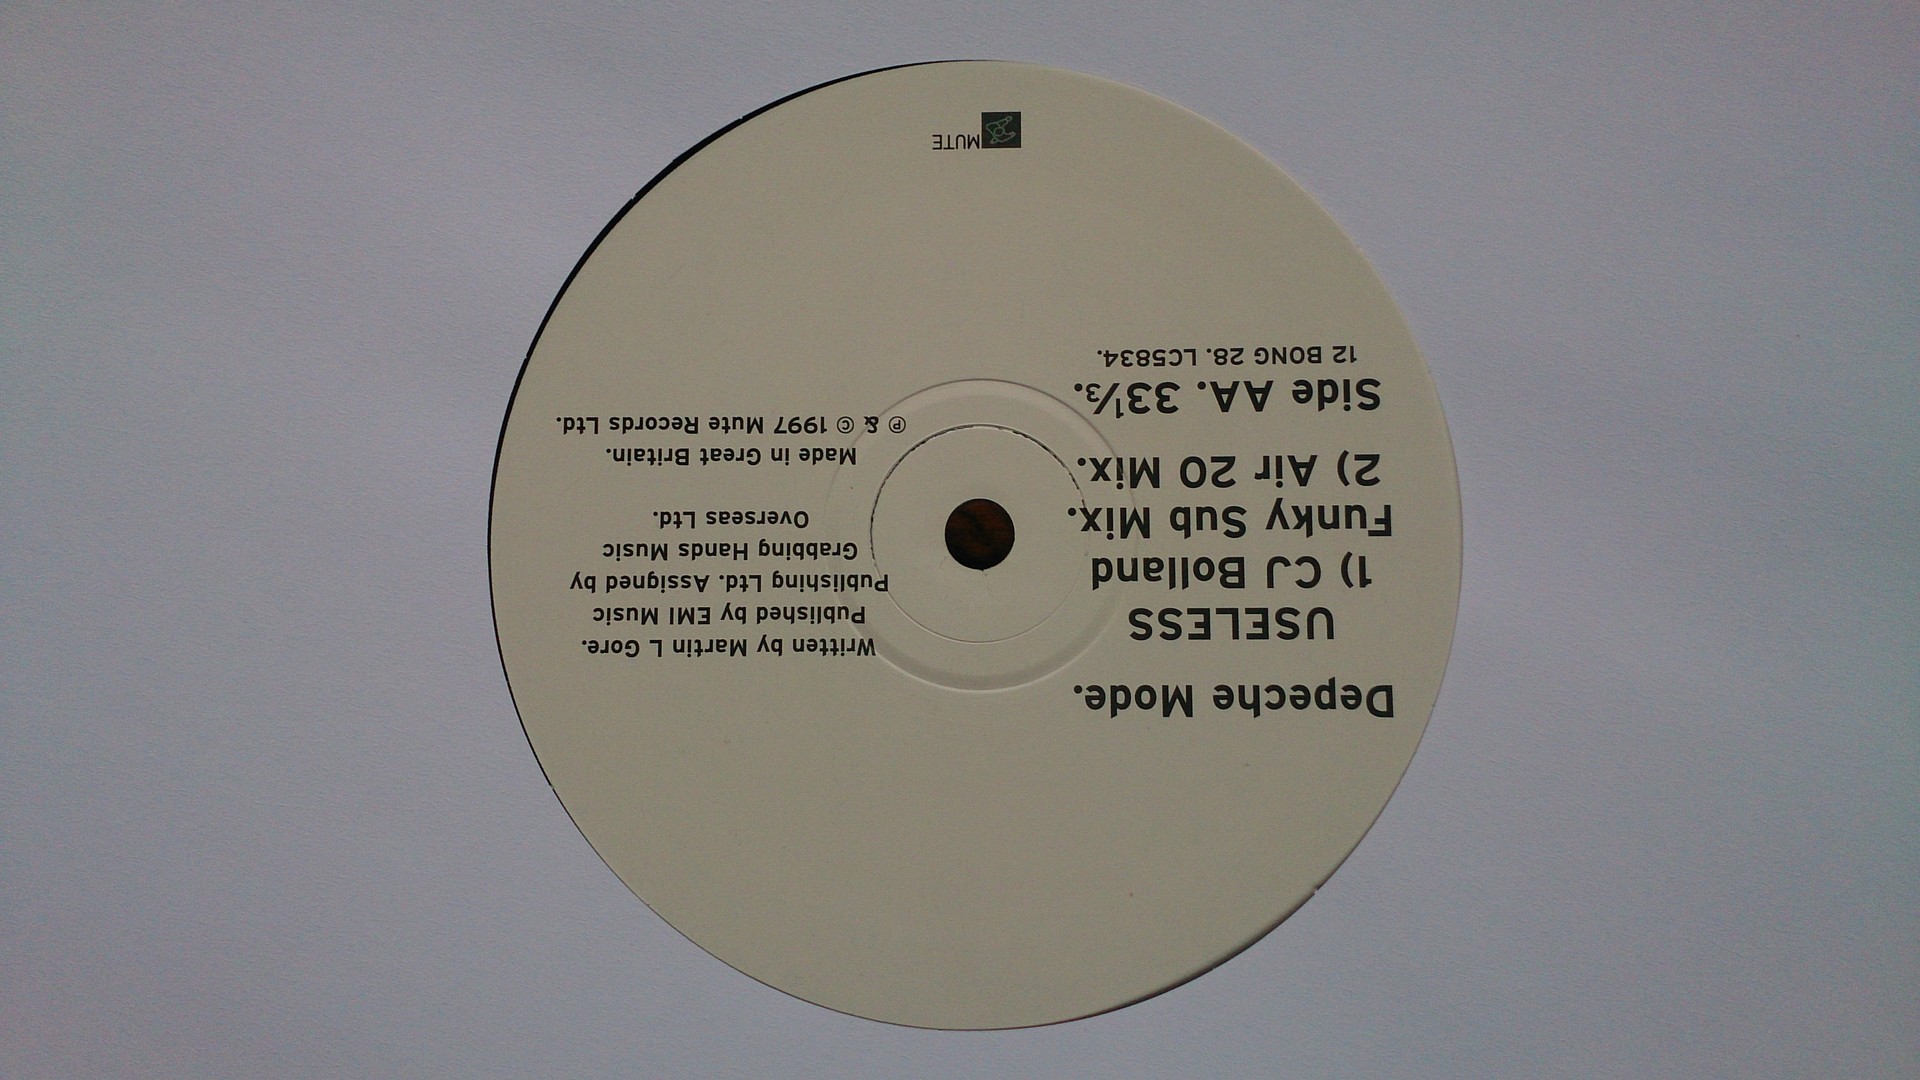 Depeche Mode.
USELESS
1) CJ Bolland
Funky Sub Mix.
2) Air 20 Mix.
Side AA. 33⅓.
12 BONG 28. LC5834.
Written by Martin L Gore.
Published by EMI Music
Publishing Ltd. Assigned by
Grabbing Hands Music
Overseas Ltd.
Made in Great Britain.
℗ & © 1997 Mute Records Ltd.
MUTE